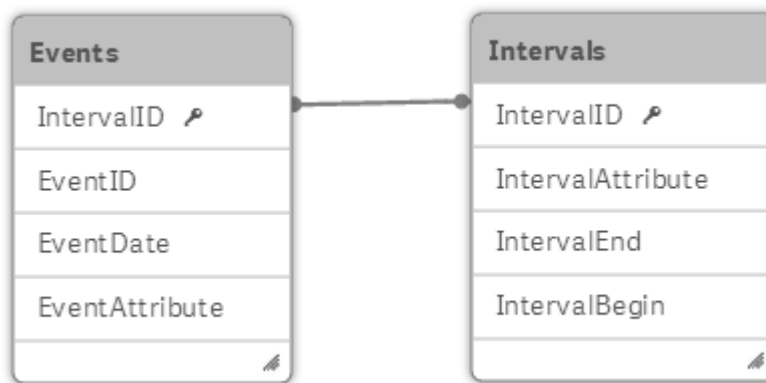 Events
IntervalID
EventID
EventDate
EventAttribute
Intervals
IntervalID
IntervalAttribute
IntervalEnd
IntervalBegin